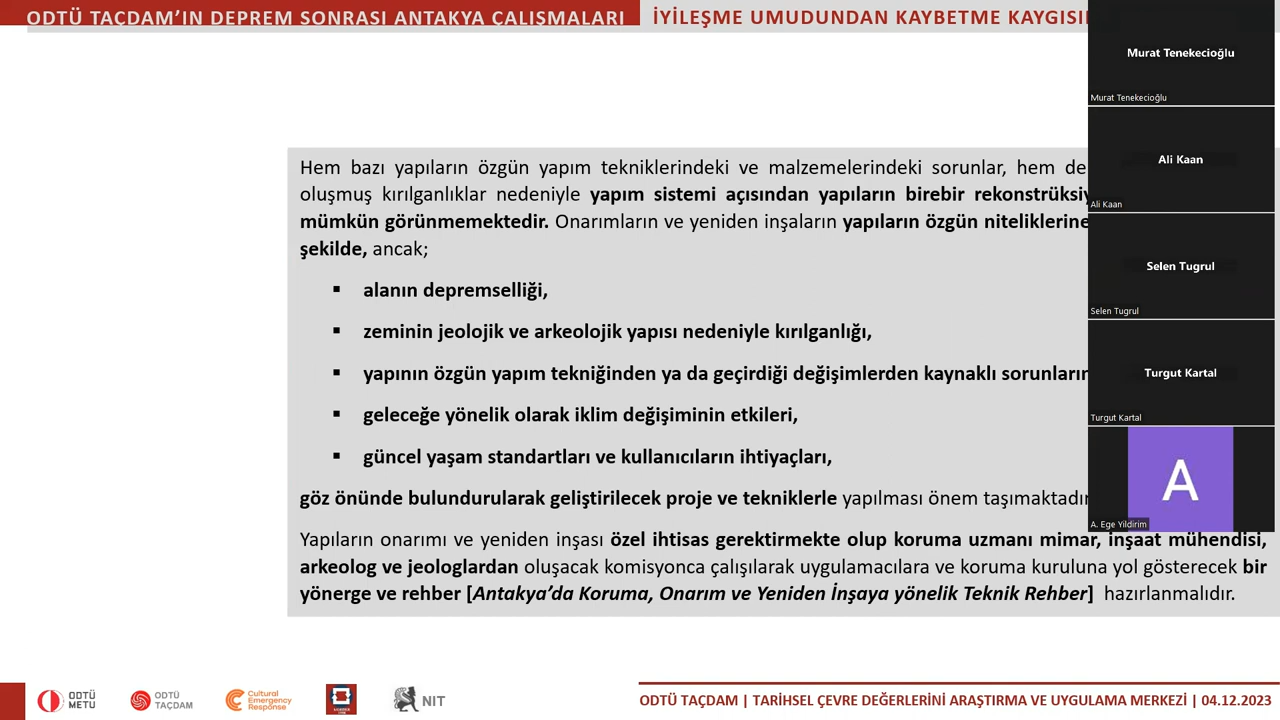 ODTÜ TAÇDAM’IN DEPREM SONRASI ANTAKYA ÇALIŞMALARI
İYİLEŞME UMUDUNDAN KAYBETME KAYGISI
Hem bazı yapıların özgün yapım tekniklerindeki ve malzemelerindeki sorunlar, hem de
oluşmuş kırılganlıklar nedeniyle yapım sistemi açısından yapıların birebir
mümkün görünmemektedir. Onarımların ve yeniden inşaların yapıların özgün niteliklerine
şekilde, ancak;
▪ alanın depremselliği,
▪ zeminin jeolojik ve arkeolojik yapısı nedeniyle kırılganlığı,
▪ yapının özgün yapım tekniğinden ya da geçirdiği değişimlerden kaynaklı
▪ geleceğe yönelik olarak iklim değişiminin etkileri,
▪ güncel yaşam standartları ve kullanıcıların ihtiyaçları,
göz önünde bulundurularak geliştirilecek proje ve tekniklerle yapılması önem
Yapıların onarımı ve yeniden inşası özel ihtisas gerektirmekte olup koruma uzmanı mimar, inşaat mühendisi,
arkeolog ve jeologlardan oluşacak komisyonca çalışılarak uygulamacılara ve koruma kuruluna yol gösterecek bir
yönerge ve rehber [Antakya’da Koruma, Onarım ve Yeniden İnşaya yönelik Teknik Rehber] hazırlanmalıdır.
Murat Tenekecioğlu
Murat Tenekecioğlu
Ali Kaan
Ali Kaan
Selen Tugrul
Selen Tugrul
Turgut Kartal
Turgut Kartal
A
A. Ege Yildirim
ODTÜ
METU
ODTÜ
TAÇDAM
Cultural
Emergency
Response
NIT
ODTÜ TAÇDAM | TARİHSEL ÇEVRE DEĞERLERİNİ ARAŞTIRMA VE UYGULAMA MERKEZİ | 04.12.2023